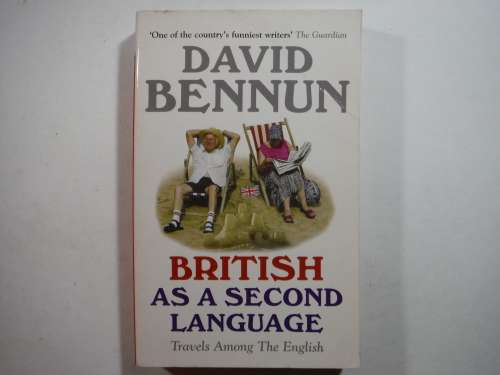 'One of the country's funniest writers' The Guardian
DAVID
BENNUN
BRITISH
AS A SECOND
LANGUAGE
Travels Among The English